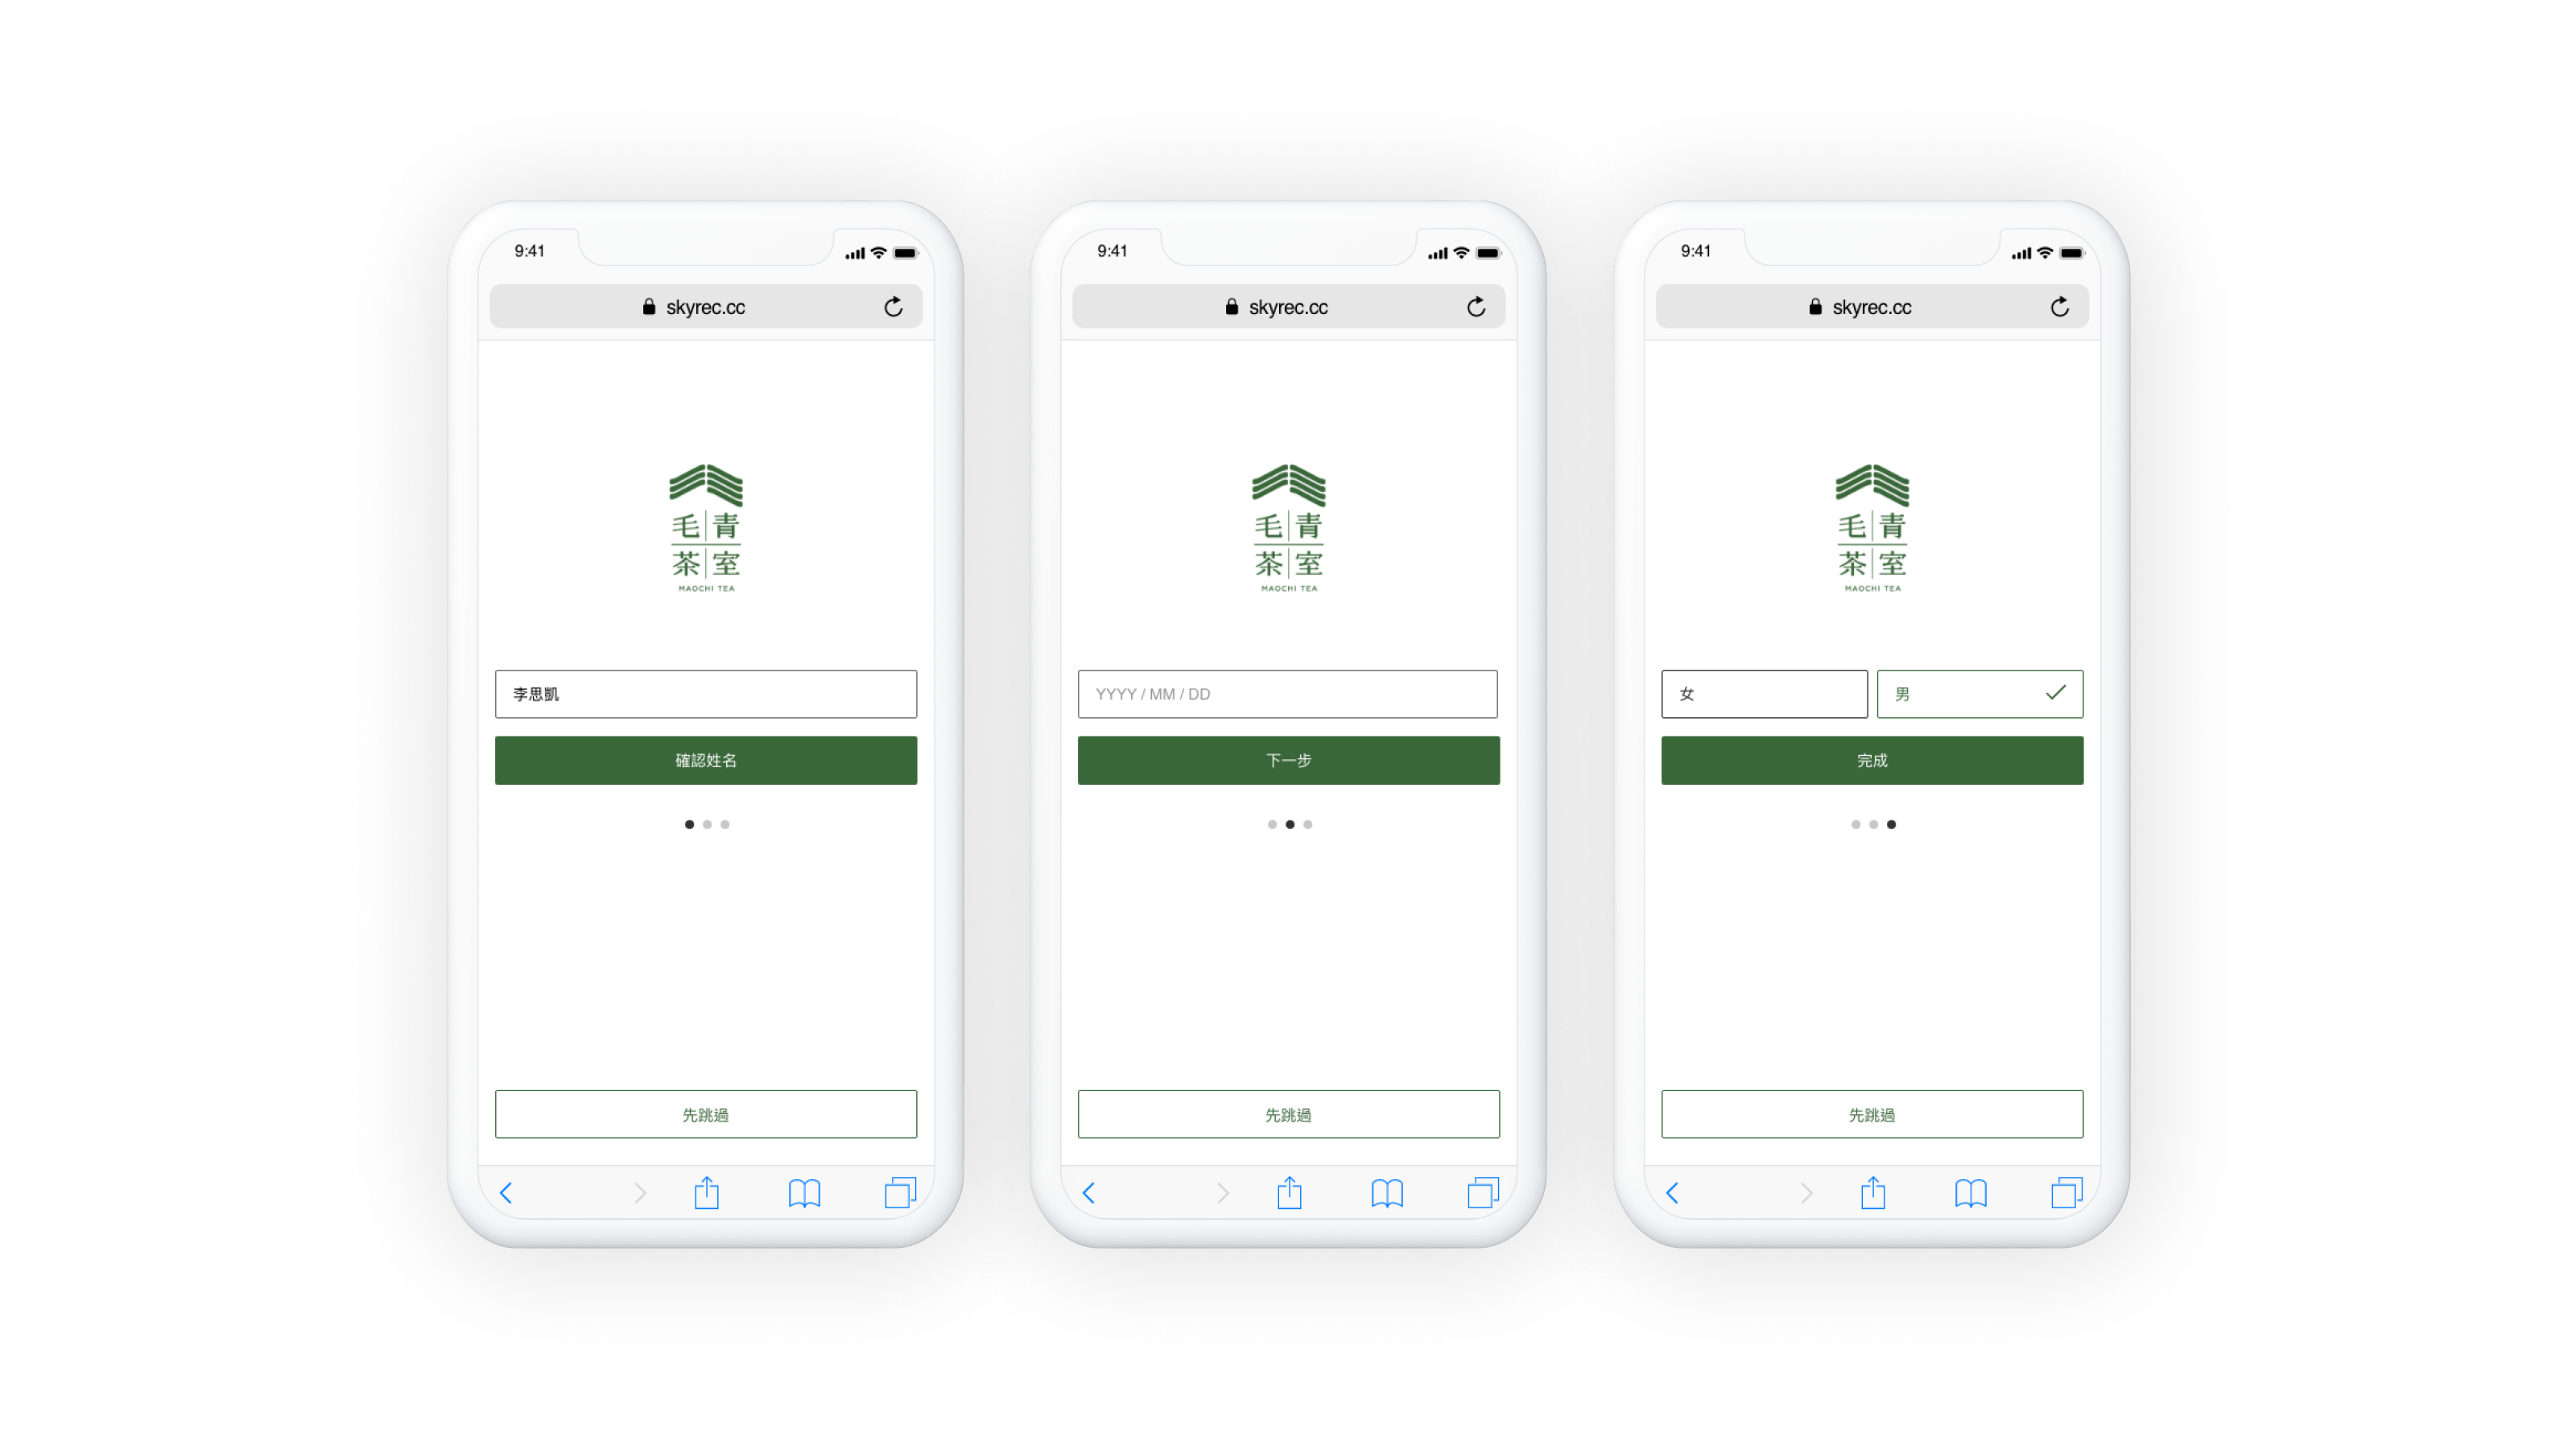 9:41
skyrec.cc
毛青
茶室
MAOCHI TEA
李思凱
確認姓名
先跳過
9:41
skyrec.cc
毛青
茶室
MAOCHI TEA
YYYY / MM / DD
下一步
先跳過
9:41
skyrec.cc
毛青
茶室
MAOCHI TEA
女
男
完成
先跳過